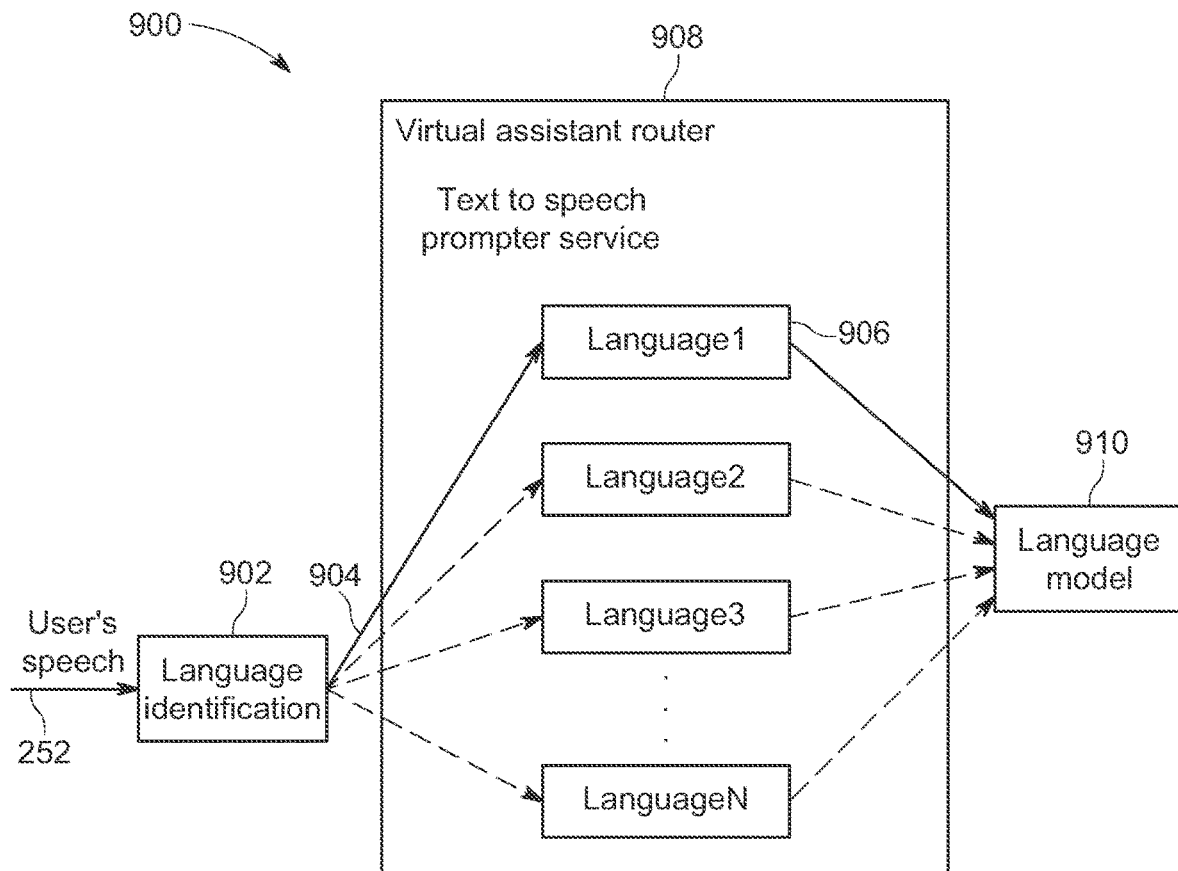 900
908
Virtual assistant router
Text to speech
prompter service
Language1
906
Language2
910
Language
model
902
904
Language3
User's
speech
Language
identification
252
LanguageN